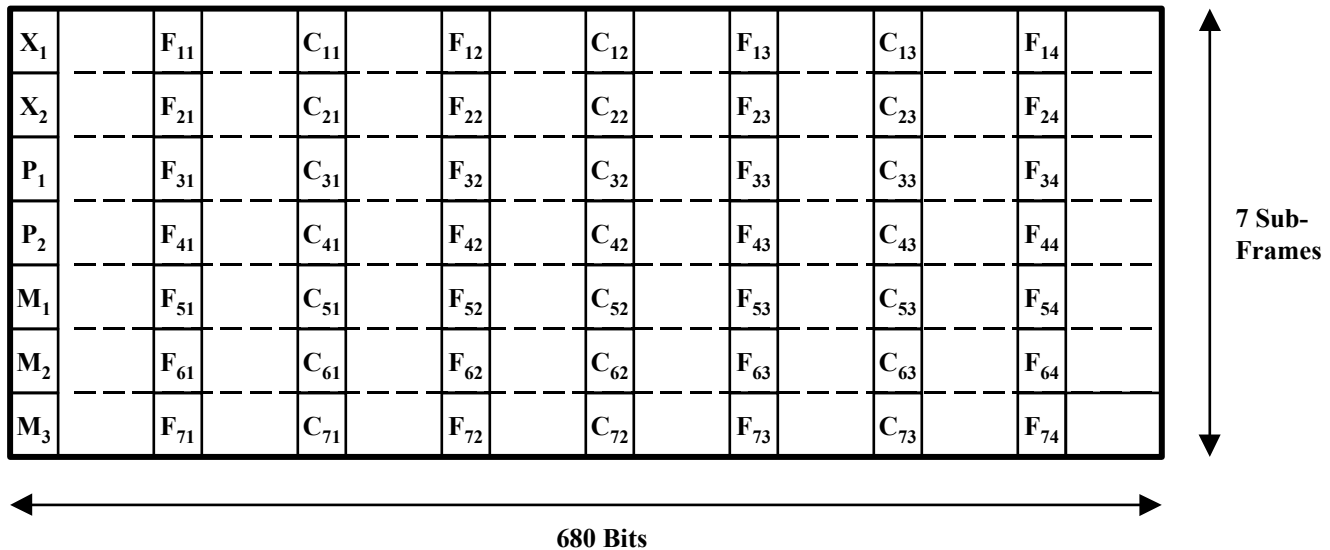 X₁ F₁₁ C₁₁ F₁₂ C₁₂ F₁₃ C₁₃ F₁₄
X₂ F₂₁ C₂₁ F₂₂ C₂₂ F₂₃ C₂₃ F₂₄
P₁ F₃₁ C₃₁ F₃₂ C₃₂ F₃₃ C₃₃ F₃₄
P₂ F₄₁ C₄₁ F₄₂ C₄₂ F₄₃ C₄₃ F₄₄
M₁ F₅₁ C₅₁ F₅₂ C₅₂ F₅₃ C₅₃ F₅₄
M₂ F₆₁ C₆₁ F₆₂ C₆₂ F₆₃ C₆₃ F₆₄
M₃ F₇₁ C₇₁ F₇₂ C₇₂ F₇₃ C₇₃ F₇₄
7 Sub-
Frames
680 Bits